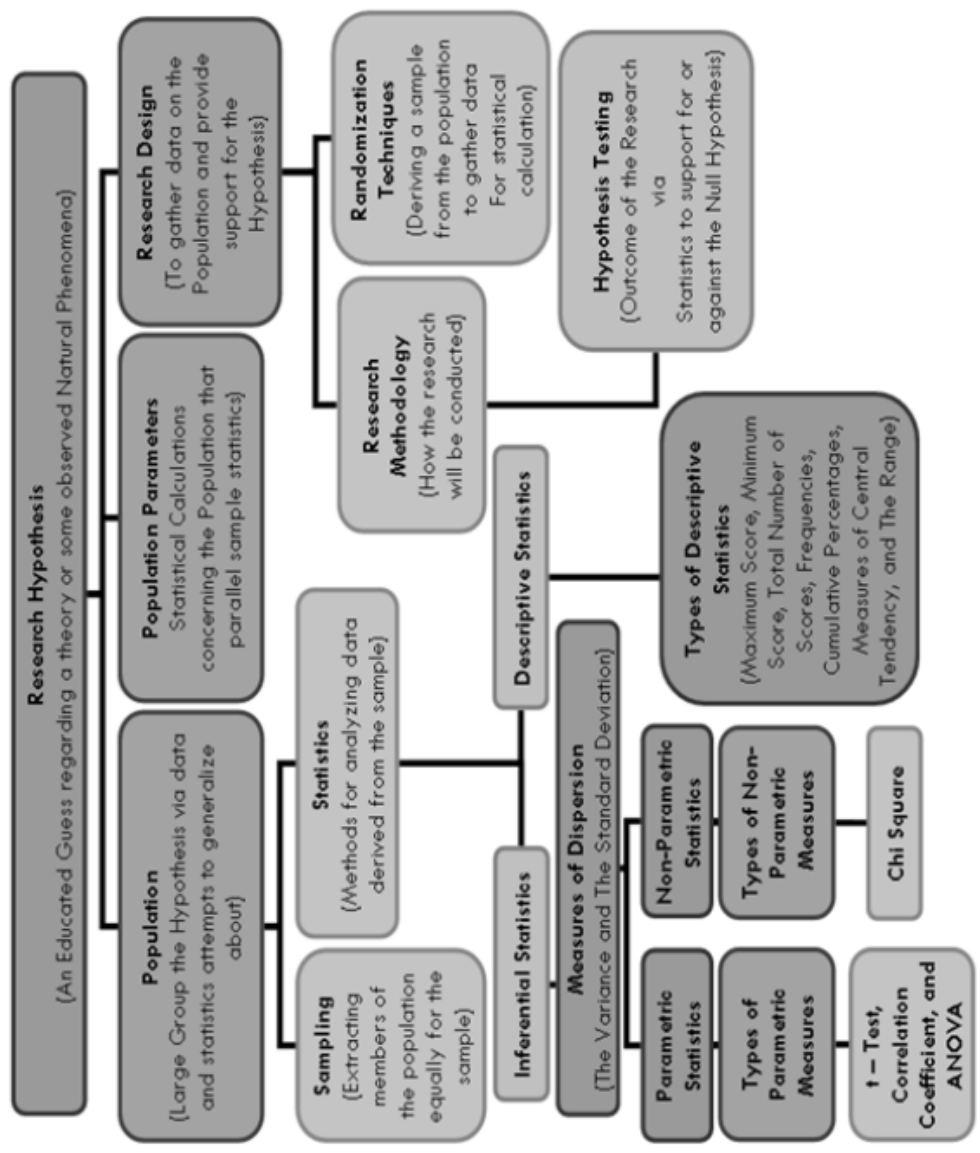 Research Hypothesis
(An Educated Guess regarding a theory or some observed Natural Phenomena)
Population
(Large Group the Hypothesis via data
and statistics attempts to generalize
about)
Population Parameters
Statistical Calculations
concerning the Population that
parallel sample statistics)
Research Design
(To gather data on the
Population and provide
support for the
Hypothesis)
Sampling
(Extracting
members of
the population
equally for the
sample)
Statistics
(Methods for analyzing data
derived from the sample)
Research
Methodology
(How the research
will be conducted)
Randomization
Techniques
(Deriving a sample
from the population
to gather data
For statistical
calculation)
Inferential Statistics
Descriptive Statistics
Hypothesis Testing
(Outcome of the Research
via
Statistics to support for or
against the Null Hypothesis)
Measures of Dispersion
(The Variance and The Standard Deviation)
Types of Descriptive
Statistics
(Maximum Score, Minimum
Score, Total Number of
Scores, Frequencies,
Cumulative Percentages,
Measures of Central
Tendency, and The Range)
Parametric
Statistics
Non-Parametric
Statistics
Types of
Parametric
Measures
Types of Non-
Parametric
Measures
t – Test,
Correlation
Coefficient, and
ANOVA
Chi Square